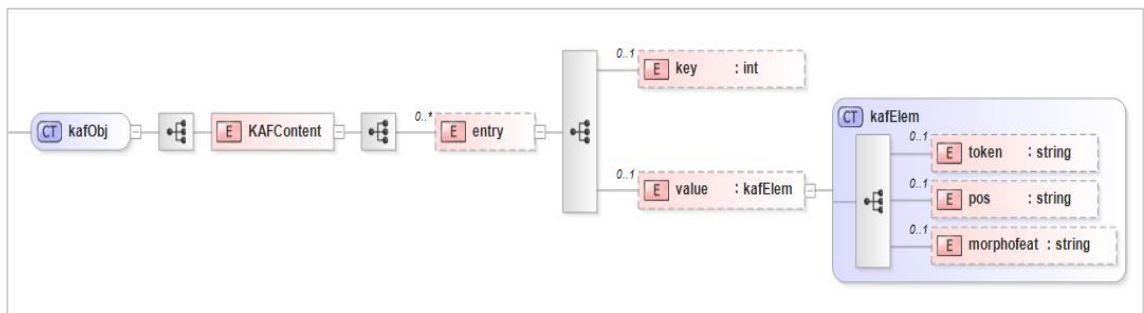 CT kafObj
E KAFContent
0..*
E entry
0..1
E key : int
0..1
E value : kafElem
CT kafElem
0..1
E token : string
0..1
E pos : string
0..1
E morphofeat : string